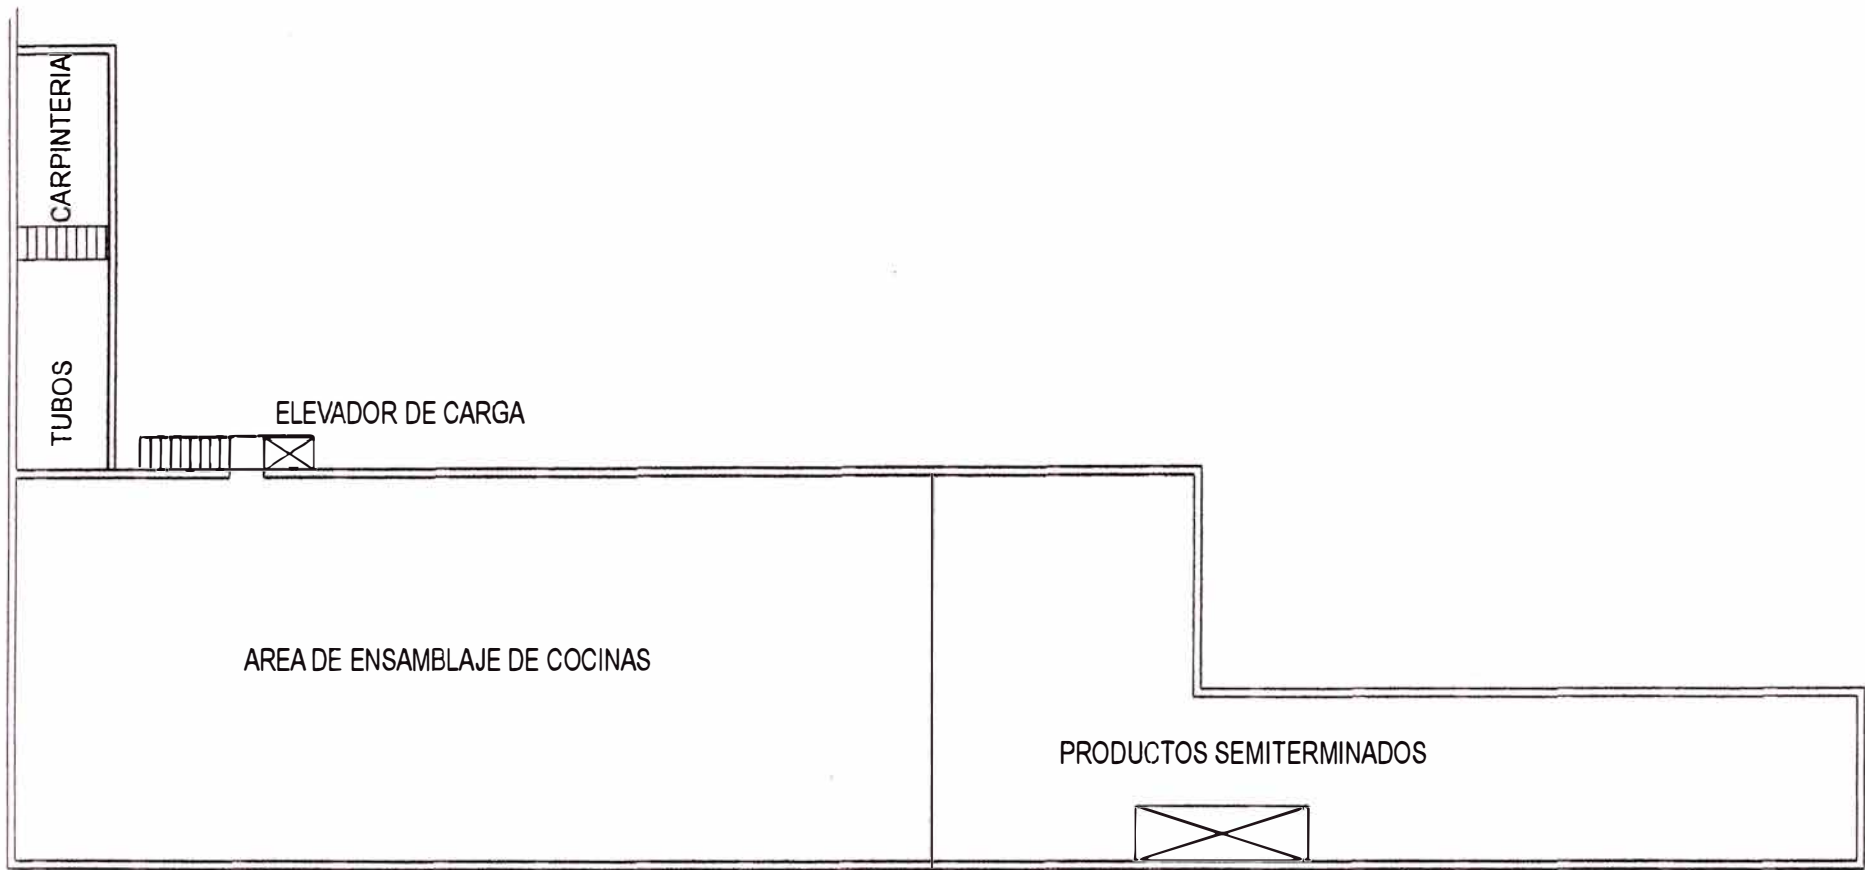 CARPINTERIA
TUBOS
ELEVADOR DE CARGA
AREA DE ENSAMBLAJE DE COCINAS
PRODUCTOS SEMITERMINADOS